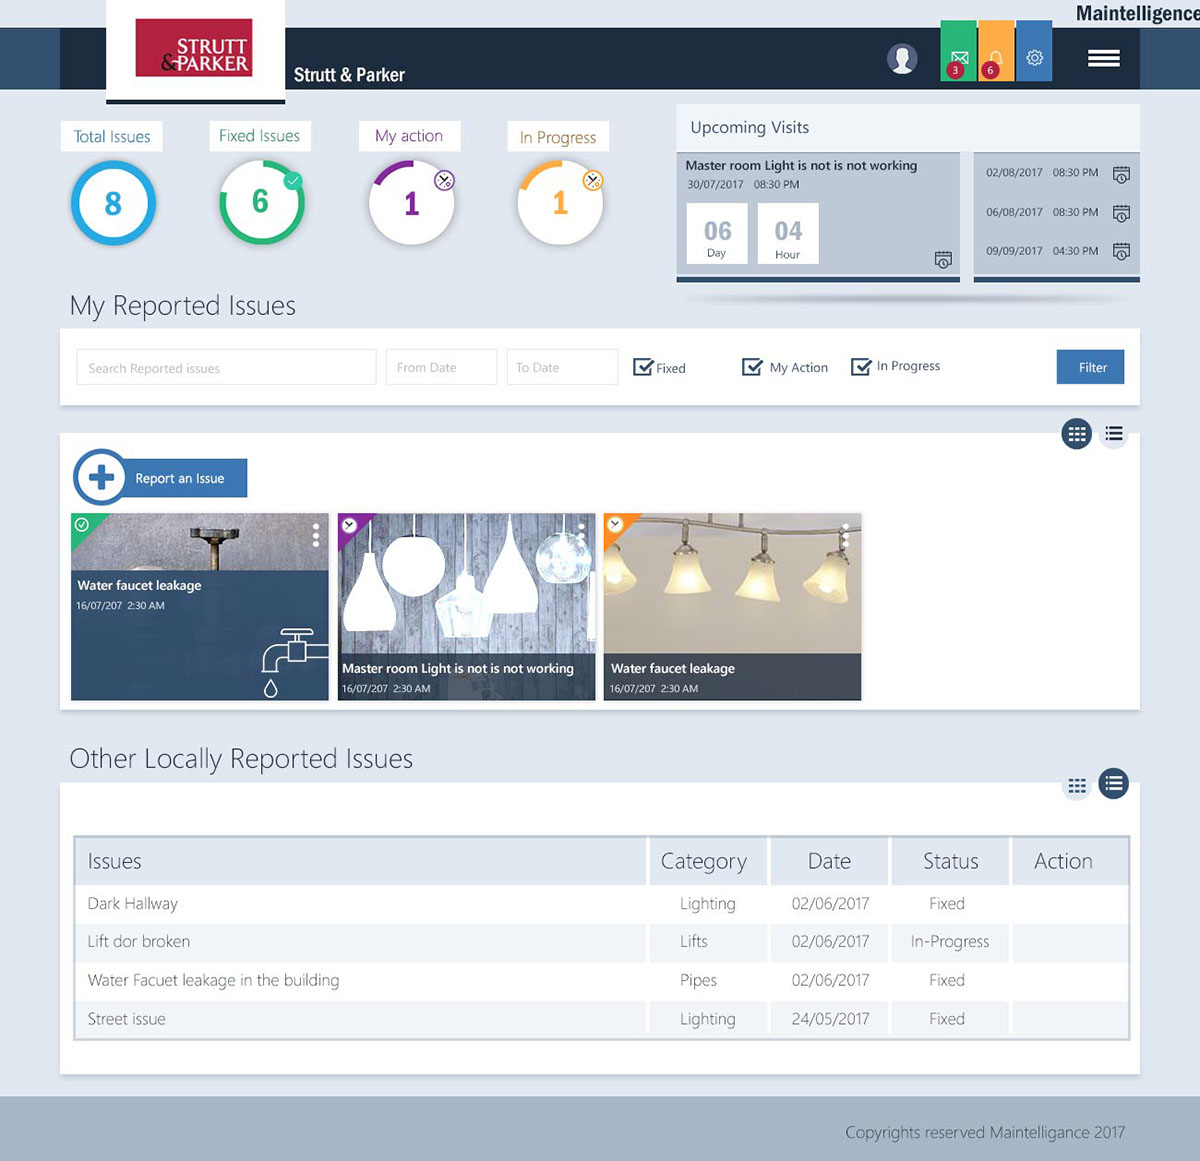 Maintelligence
STRUTT
&PARKER
Strutt & Parker
3
6
Total Issues
8
Fixed Issues
6
My action
1
In Progress
1
Upcoming Visits
Master room Light is not is not working
30/07/2017 08:30 PM
06
Day
04
Hour
02/08/2017 08:30 PM
06/08/2017 08:30 PM
09/09/2017 04:30 PM
My Reported Issues
Search Reported issues
From Date
To Date
Fixed
My Action
In Progress
Filter
Report an Issue
Water faucet leakage
16/07/207 2:30 AM
Master room Light is not is not working
16/07/207 2:30 AM
Water faucet leakage
16/07/207 2:30 AM
Other Locally Reported Issues
Issues Category Date Status Action
Dark Hallway Lighting 02/06/2017 Fixed
Lift dor broken Lifts 02/06/2017 In-Progress
Water Facuet leakage in the building Pipes 02/06/2017 Fixed
Street issue Lighting 24/05/2017 Fixed
Copyrights reserved Maintelligance 2017